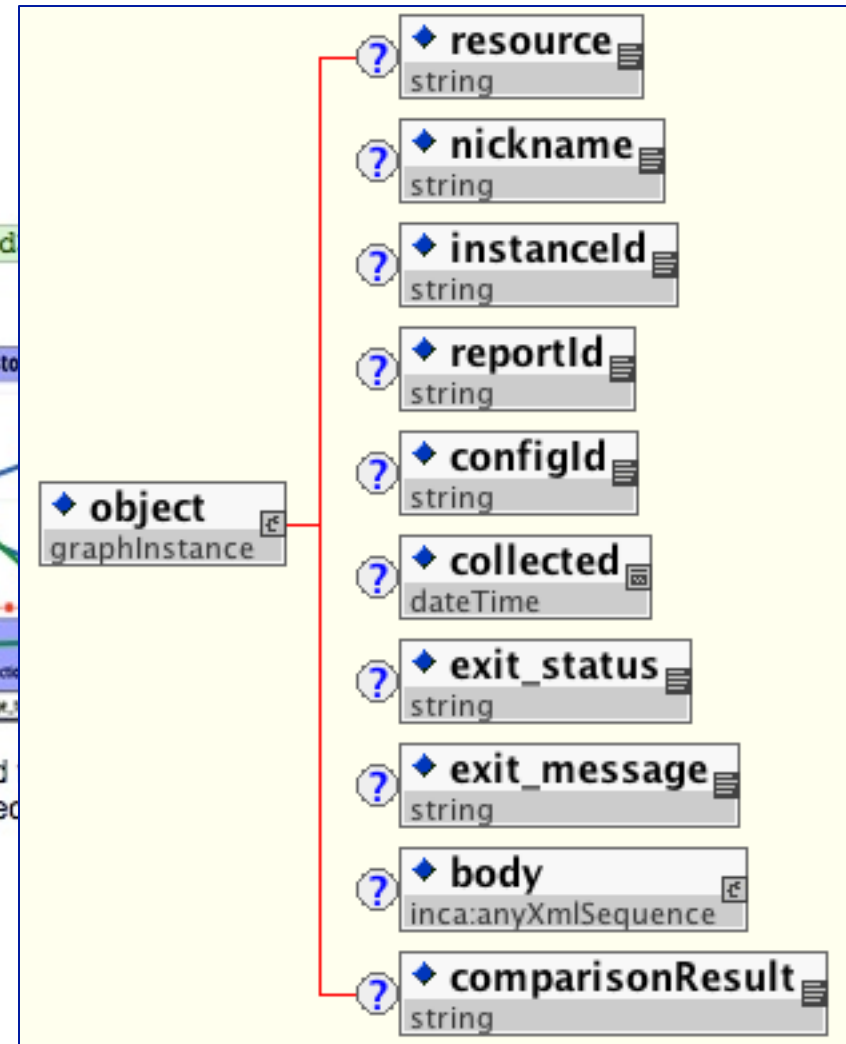 resource
string
nickname
string
instanceId
string
reportId
string
configId
string
object
graphInstance
collected
dateTime
exit_status
string
exit_message
string
body
inca:anyXmlSequence
comparisonResult
string